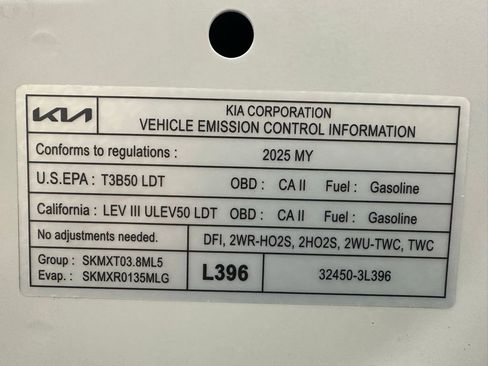 KIA
KIA CORPORATION
VEHICLE EMISSION CONTROL INFORMATION
Conforms to regulations : 2025 MY
U.S.EPA : T3B50 LDT OBD : CA II Fuel : Gasoline
California : LEV III ULEV50 LDT OBD : CA II Fuel : Gasoline
No adjustments needed. DFI, 2WR-HO2S, 2HO2S, 2WU-TWC, TWC
Group : SKMXT03.8ML5
Evap. : SKMXR0135MLG
L396
32450-3L396